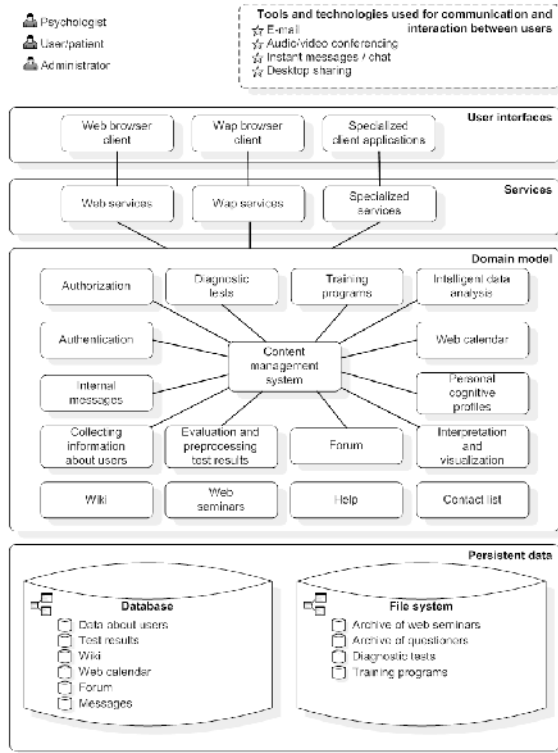 Psychologist
User/patient
Administrator
Tools and technologies used for communication and
interaction between users
E-mail
Audio/video conferencing
Instant messages / chat
Desktop sharing
User interfaces
Web browser
client
Wap browser
client
Specialized
client applications
Services
Web services
Wap services
Specialized
services
Domain model
Authorization
Diagnostic
tests
Training
programs
Intelligent data
analysis
Authentication
Content
management
system
Web calendar
Internal
messages
Personal
cognitive
profiles
Collecting
information
about users
Evaluation and
preprocessing
test results
Forum
Interpretation
and
visualization
Wiki
Web
seminars
Help
Contact list
Persistent data
Database
Data about users
Test results
Wiki
Web calendar
Forum
Messages
File system
Archive of web seminars
Archive of questioners
Diagnostic tests
Training programs